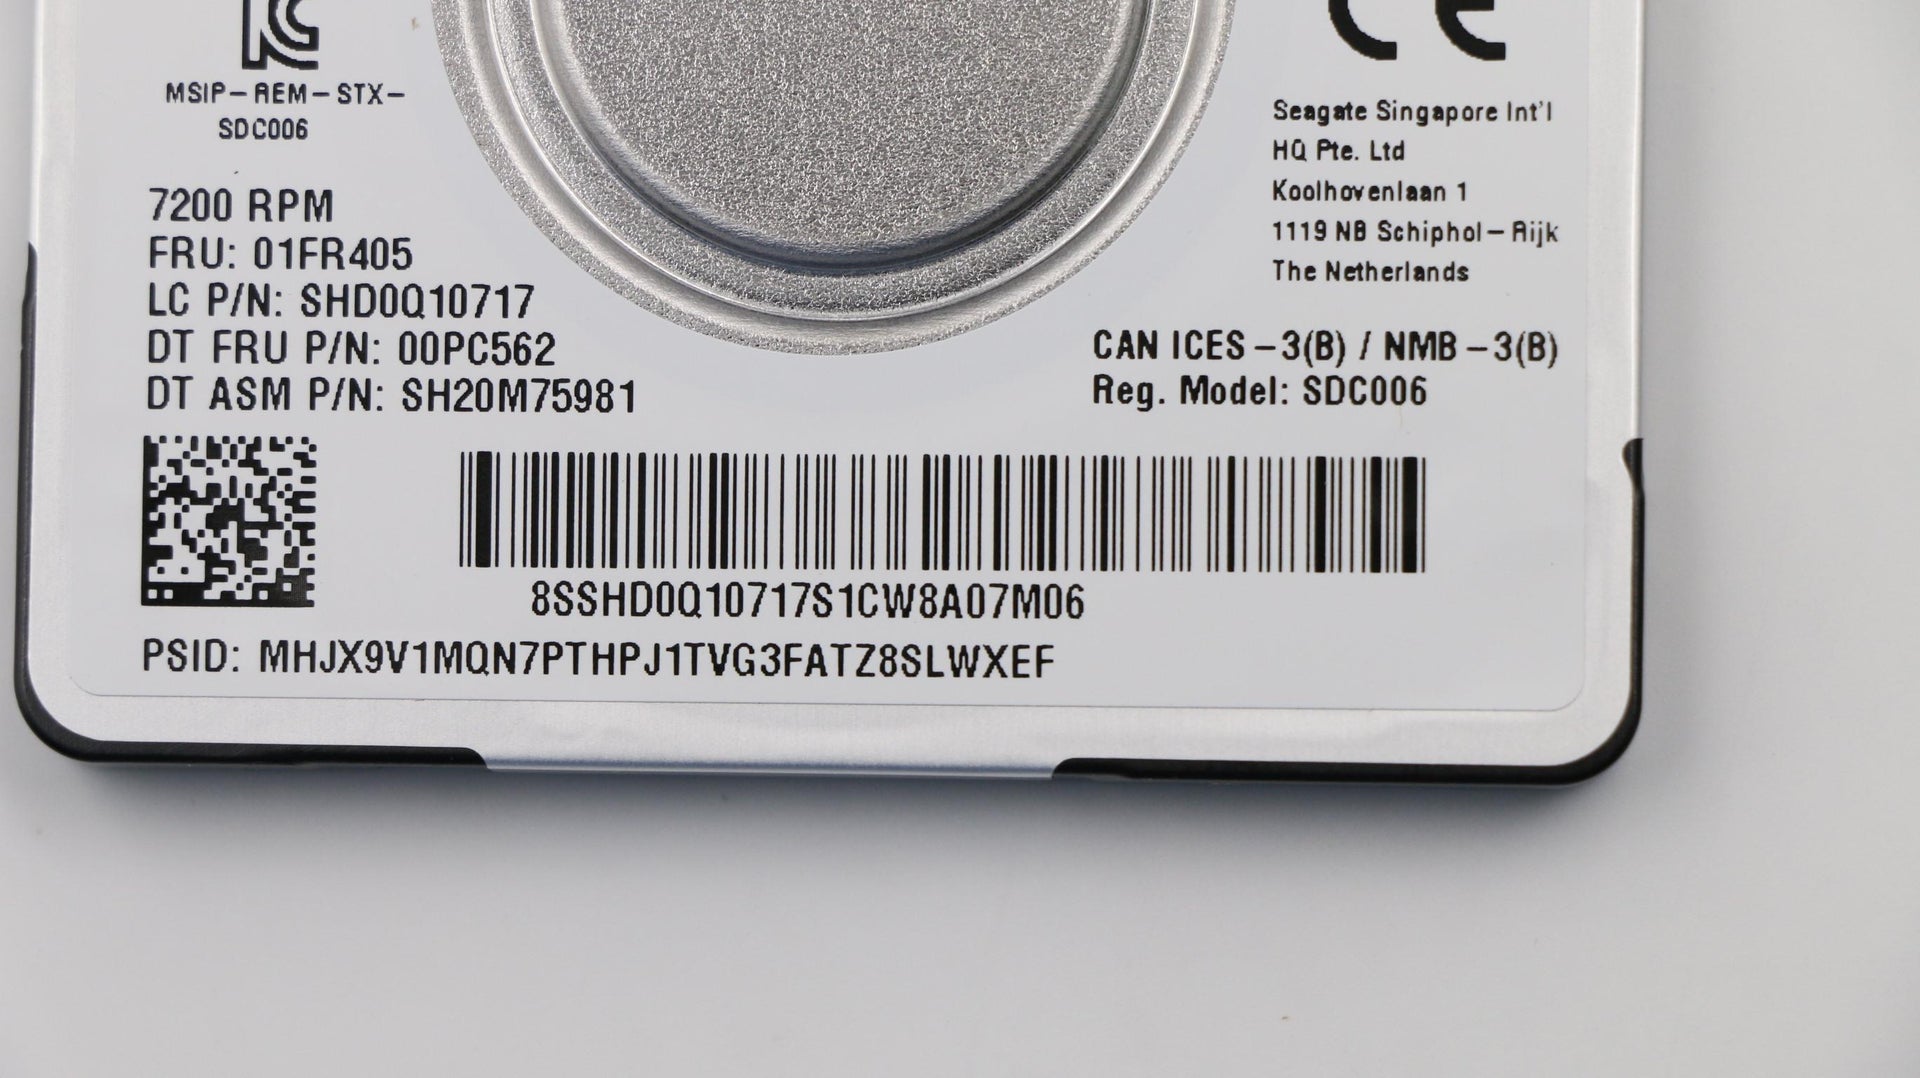 MSIP-REM-STX-
SDC006
7200 RPM
FRU: 01FR405
LC P/N: SHD0Q10717
DT FRU P/N: 00PC562
DT ASM P/N: SH20M75981
CE
Seagate Singapore Int'l
HQ Pte. Ltd
Koolhovenlaan 1
1119 NB Schiphol-Rijk
The Netherlands
CAN ICES-3(B) / NMB-3(B)
Reg. Model: SDC006
8SSHD0Q10717S1CW8A07M06
PSID: MHJX9V1MQN7PTHPJ1TVG3FATZ8SLWXEF